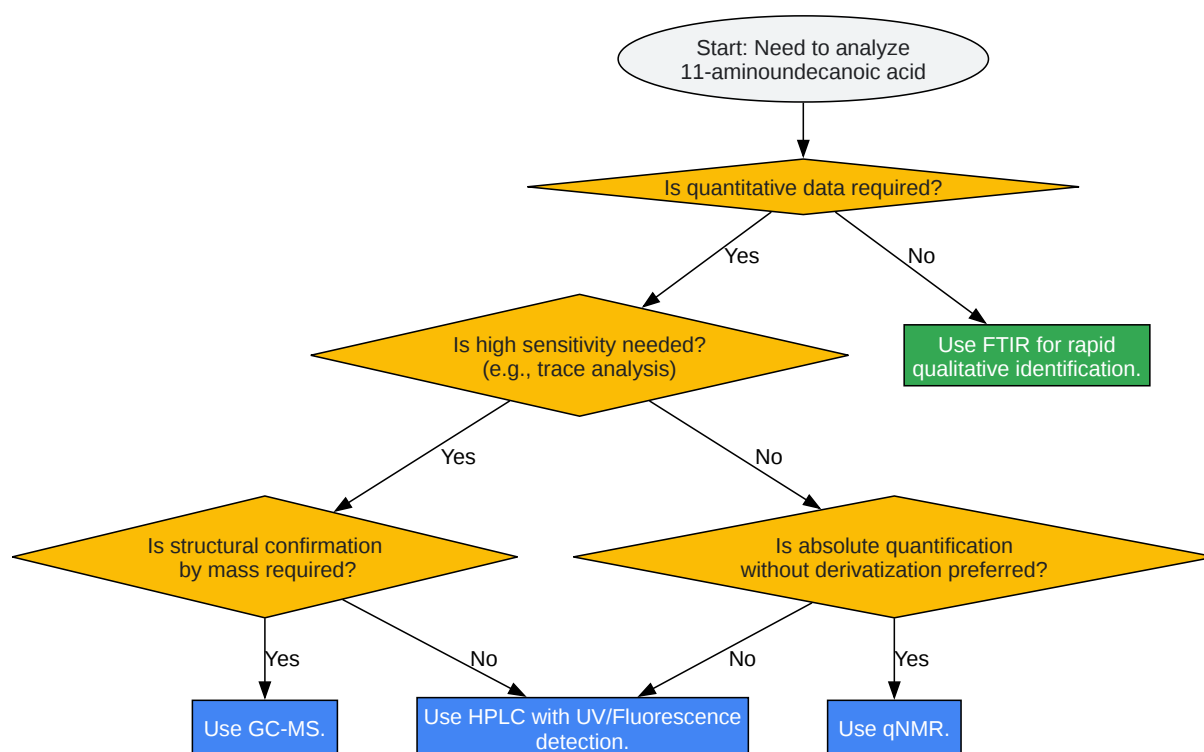 Start: Need to analyze
11-aminoundecanoic acid
Is quantitative data required?
Yes
No
Is high sensitivity needed?
(e.g., trace analysis)
Use FTIR for rapid
qualitative identification.
Yes
No
Is structural confirmation
by mass required?
Is absolute quantification
without derivatization preferred?
Yes
No
No
Yes
Use GC-MS.
Use HPLC with UV/Fluorescence
detection.
Use qNMR.